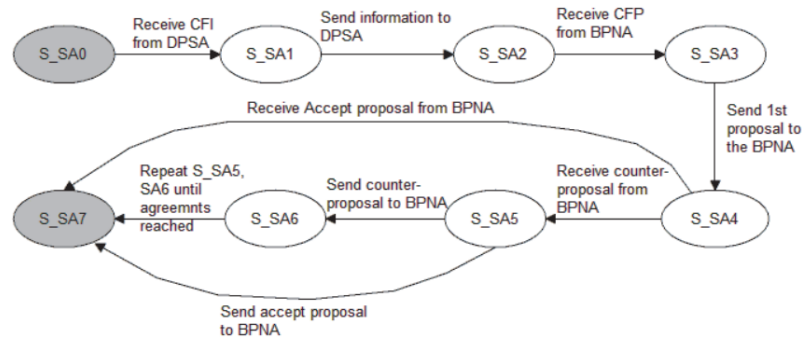 S_SA0
Receive CFI
from DPSA
S_SA1
Send information to
DPSA
S_SA2
Receive CFP
from BPNA
S_SA3
Send 1st
proposal to
the BPNA
Receive Accept proposal from BPNA
S_SA7
Repeat S_SA5,
SA6 until
agreemnts
reached
S_SA6
Send counter-
proposal to BPNA
S_SA5
Receive counter-
proposal from
BPNA
S_SA4
Send accept proposal
to BPNA